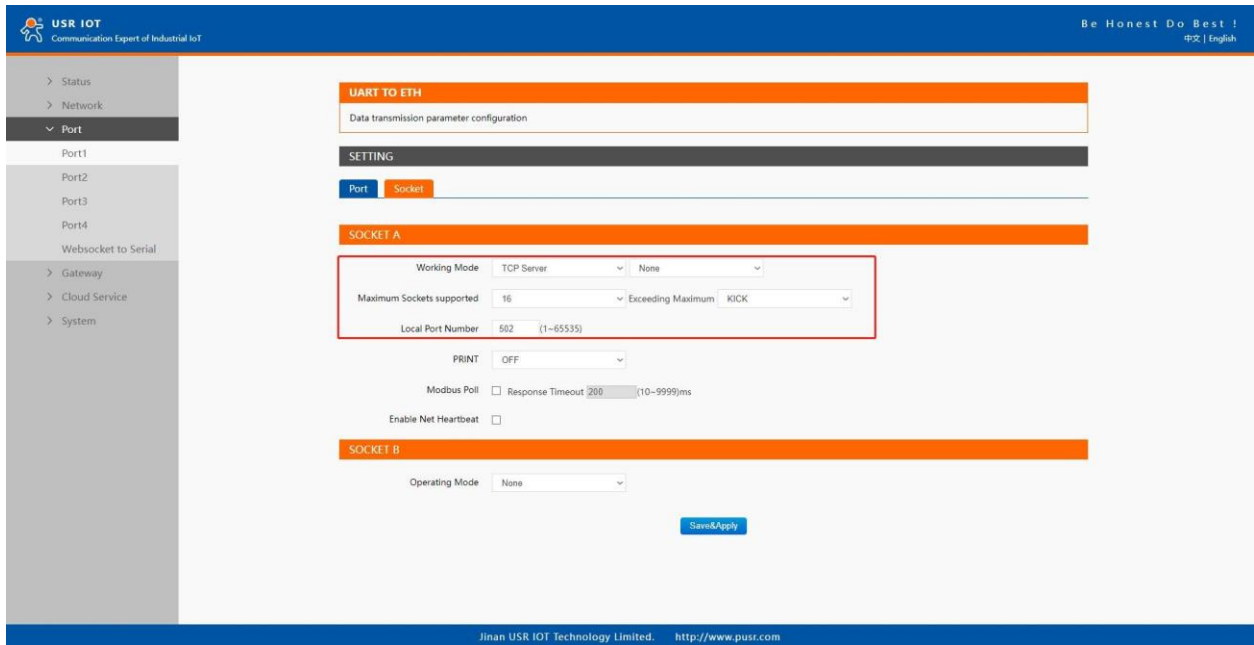 USR IOT
Communication Expert of Industrial IoT
Be Honest Do Best !
中文 | English
Status
Network
Port
Port1
Port2
Port3
Port4
Websocket to Serial
Gateway
Cloud Service
System
UART TO ETH
Data transmission parameter configuration
SETTING
Port Socket
SOCKET A
Working Mode TCP Server None
Maximum Sockets supported 16 Exceeding Maximum KICK
Local Port Number 502 (1~65535)
PRINT OFF
Modbus Poll Response Timeout 200 (10~9999)ms
Enable Net Heartbeat
SOCKET B
Operating Mode None
Save&Apply
Jinan USR IOT Technology Limited. http://www.pusr.com